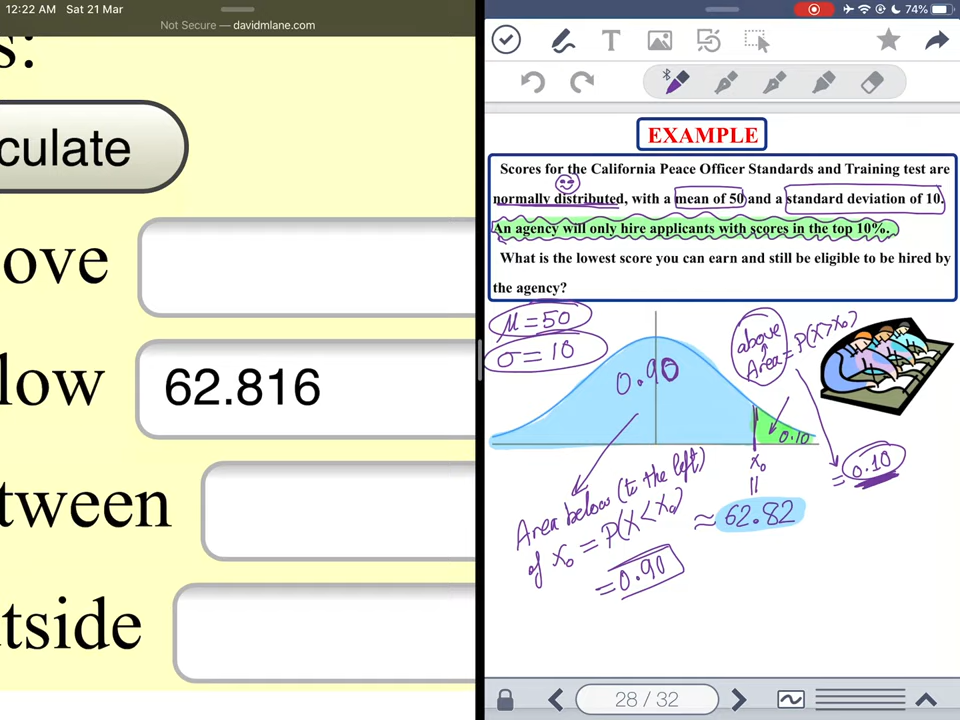 12:22 AM Sat 21 Mar
Not Secure — davidmlane.com
74%
s:
culate
ove
low
62.816
tween
tside
T
EXAMPLE
Scores for the California Peace Officer Standards and Training test are
normally distributed, with a mean of 50 and a standard deviation of 10.
An agency will only hire applicants with scores in the top 10%.
What is the lowest score you can earn and still be eligible to be hired by
the agency?
μ = 50
σ = 10
0.90
above
Area = P(X > x₀)
0.10
= 0.10
x₀
=
≈ 62.82
Area below (to the left)
of x₀ = P(X < x₀)
= 0.90
28 / 32